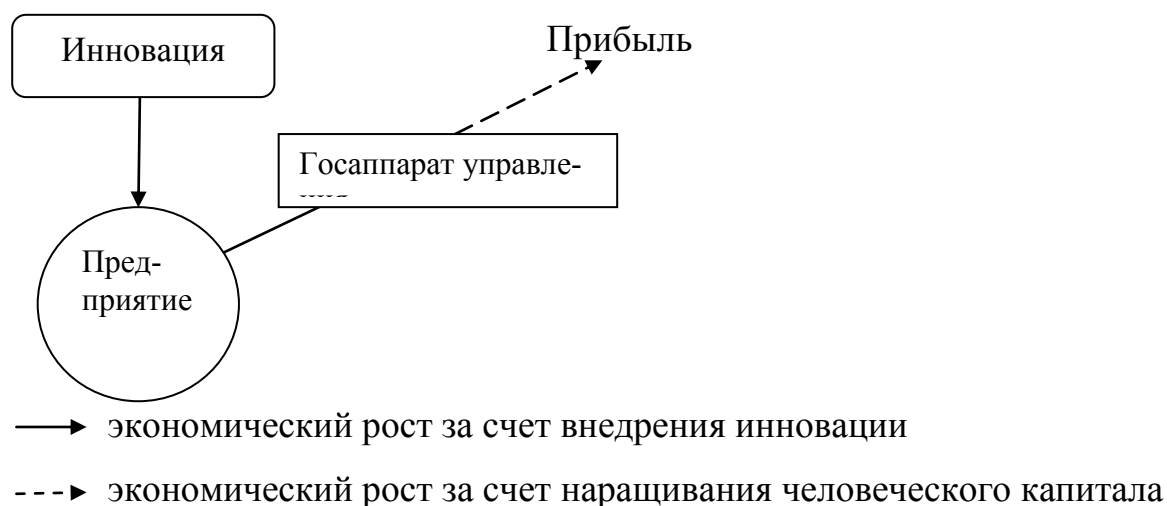 Инновация
Прибыль
Госаппарат управле-
Пред-
приятие
экономический рост за счет внедрения инновации
экономический рост за счет наращивания человеческого капитала